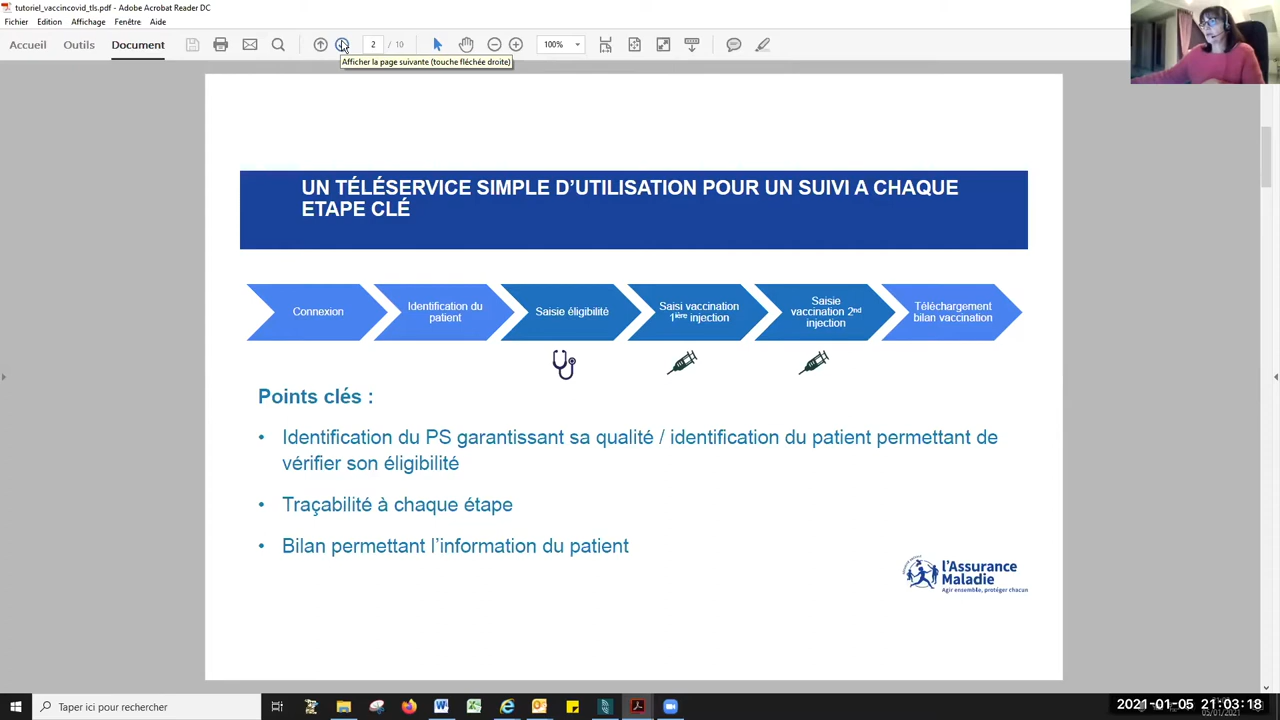 tutoriel_vaccincovid_tls.pdf - Adobe Acrobat Reader DC
Fichier Edition Affichage Fenêtre Aide
Accueil Outils Document 2 / 10 100%
Afficher la page suivante (touche fléchée droite)
UN TÉLÉSERVICE SIMPLE D’UTILISATION POUR UN SUIVI A CHAQUE
ETAPE CLÉ
Connexion
Identification du
patient
Saisie éligibilité
Saisi vaccination
1ière injection
Saisie
vaccination 2nd
injection
Téléchargement
bilan vaccination
Points clés :
• Identification du PS garantissant sa qualité / identification du patient permettant de
vérifier son éligibilité
• Traçabilité à chaque étape
• Bilan permettant l’information du patient
l’Assurance
Maladie
Agir ensemble, protéger chacun
Taper ici pour rechercher
2021-01-05 21:03:18
05/01/2021